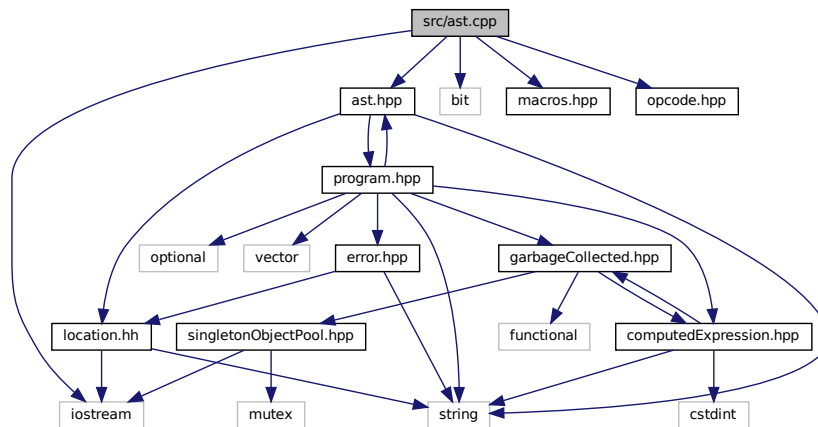 src/ast.cpp
ast.hpp
bit
macros.hpp
opcode.hpp
program.hpp
optional
vector
error.hpp
garbageCollected.hpp
location.hh
singletonObjectPool.hpp
functional
computedExpression.hpp
iostream
mutex
string
cstdint